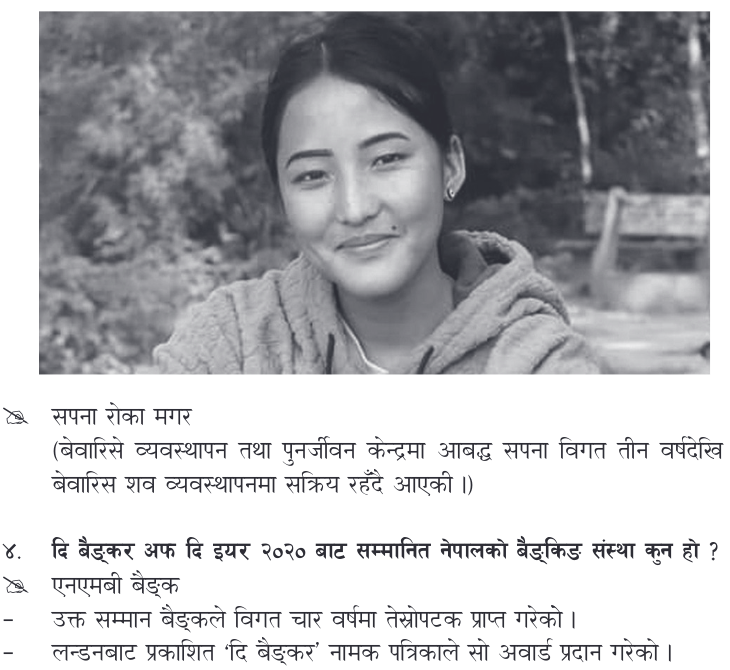 सपना रोका मगर
(बेवारिसे व्यवस्थापन तथा पुनर्जीवन केन्द्रमा आबद्ध सपना विगत तीन वर्षदेखि
बेवारिस शव व्यवस्थापनमा सक्रिय रहँदै आएकी ।)
४. दि बैङ्कर अफ दि इयर २०२० बाट सम्मानित नेपालको बैङ्किङ संस्था कुन हो ?
एनएमबी बैङ्क
- उक्त सम्मान बैङ्कले विगत चार वर्षमा तेस्रोपटक प्राप्त गरेको ।
- लन्डनबाट प्रकाशित ‘दि बैङ्कर’ नामक पत्रिकाले सो अवार्ड प्रदान गरेको ।